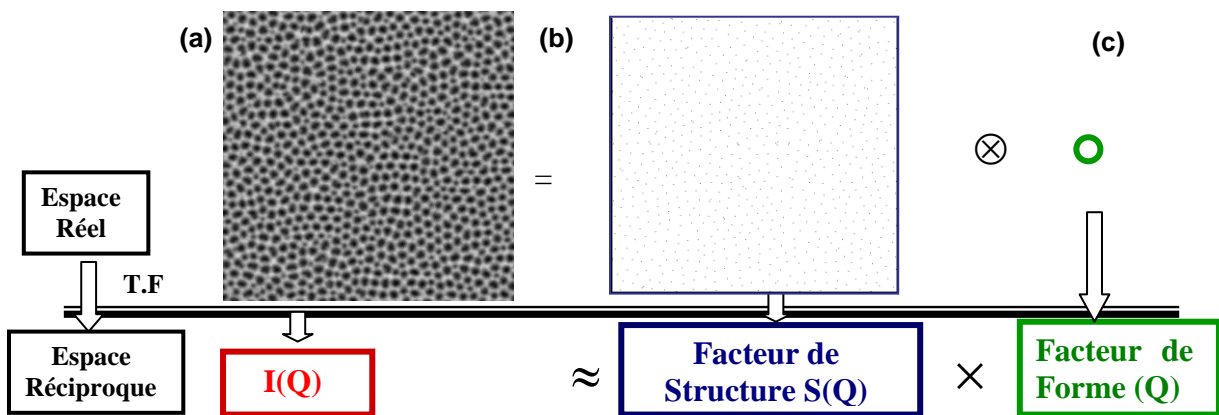 (a)
(b)
(c)
=
⊗
Espace
Réel
T.F
Espace
Réciproque
I(Q)
≈
Facteur de
Structure S(Q)
×
Facteur de
Forme (Q)